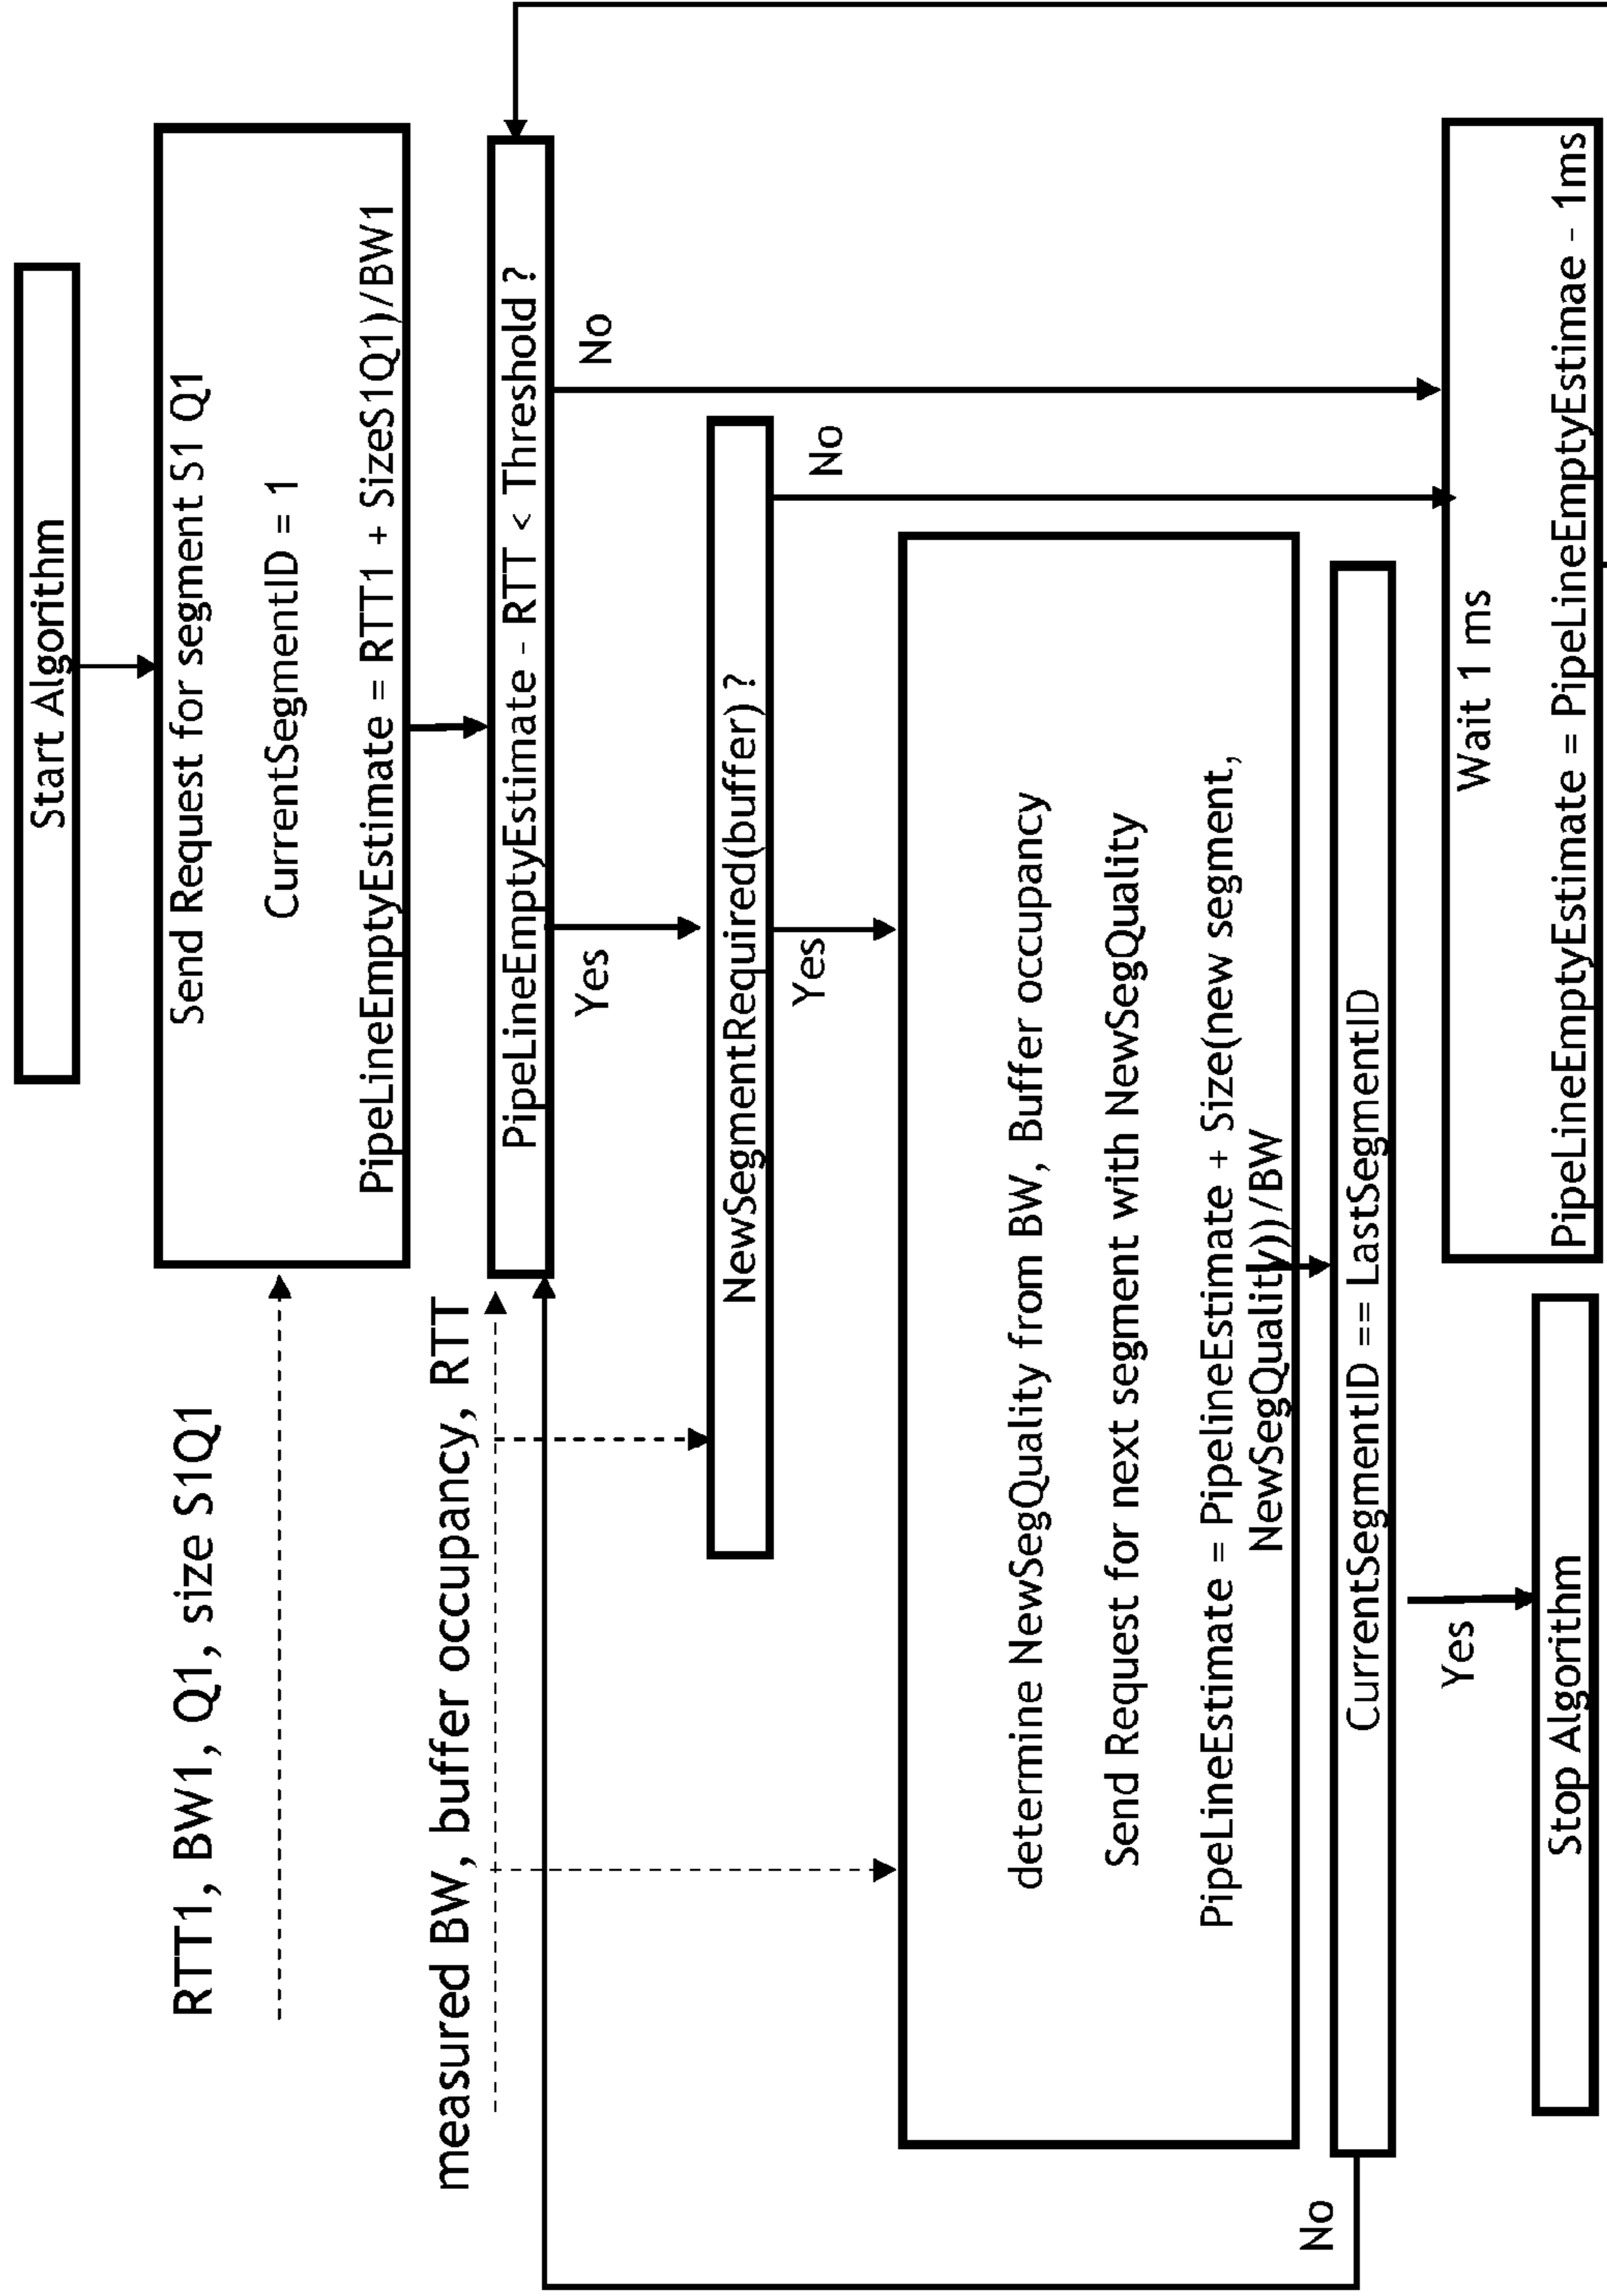 Start Algorithm
RTT1, BW1, Q1, size S1Q1
Send Request for segment S1 Q1
CurrentSegmentID = 1
PipeLineEmptyEstimate = RTT1 + SizeS1Q1)/BW1
measured BW, buffer occupancy, RTT
PipeLineEmptyEstimate - RTT < Threshold ?
Yes
No
NewSegmentRequired(buffer) ?
Yes
No
determine NewSegQuality from BW, Buffer occupancy
Send Request for next segment with NewSegQuality
PipeLineEstimate = PipelineEstimate + Size(new segment,
NewSegQuality))/BW
CurrentSegmentID == LastSegmentID
No
Yes
Stop Algorithm
Wait 1 ms
PipeLineEmptyEstimate = PipeLineEmptyEstimae - 1ms